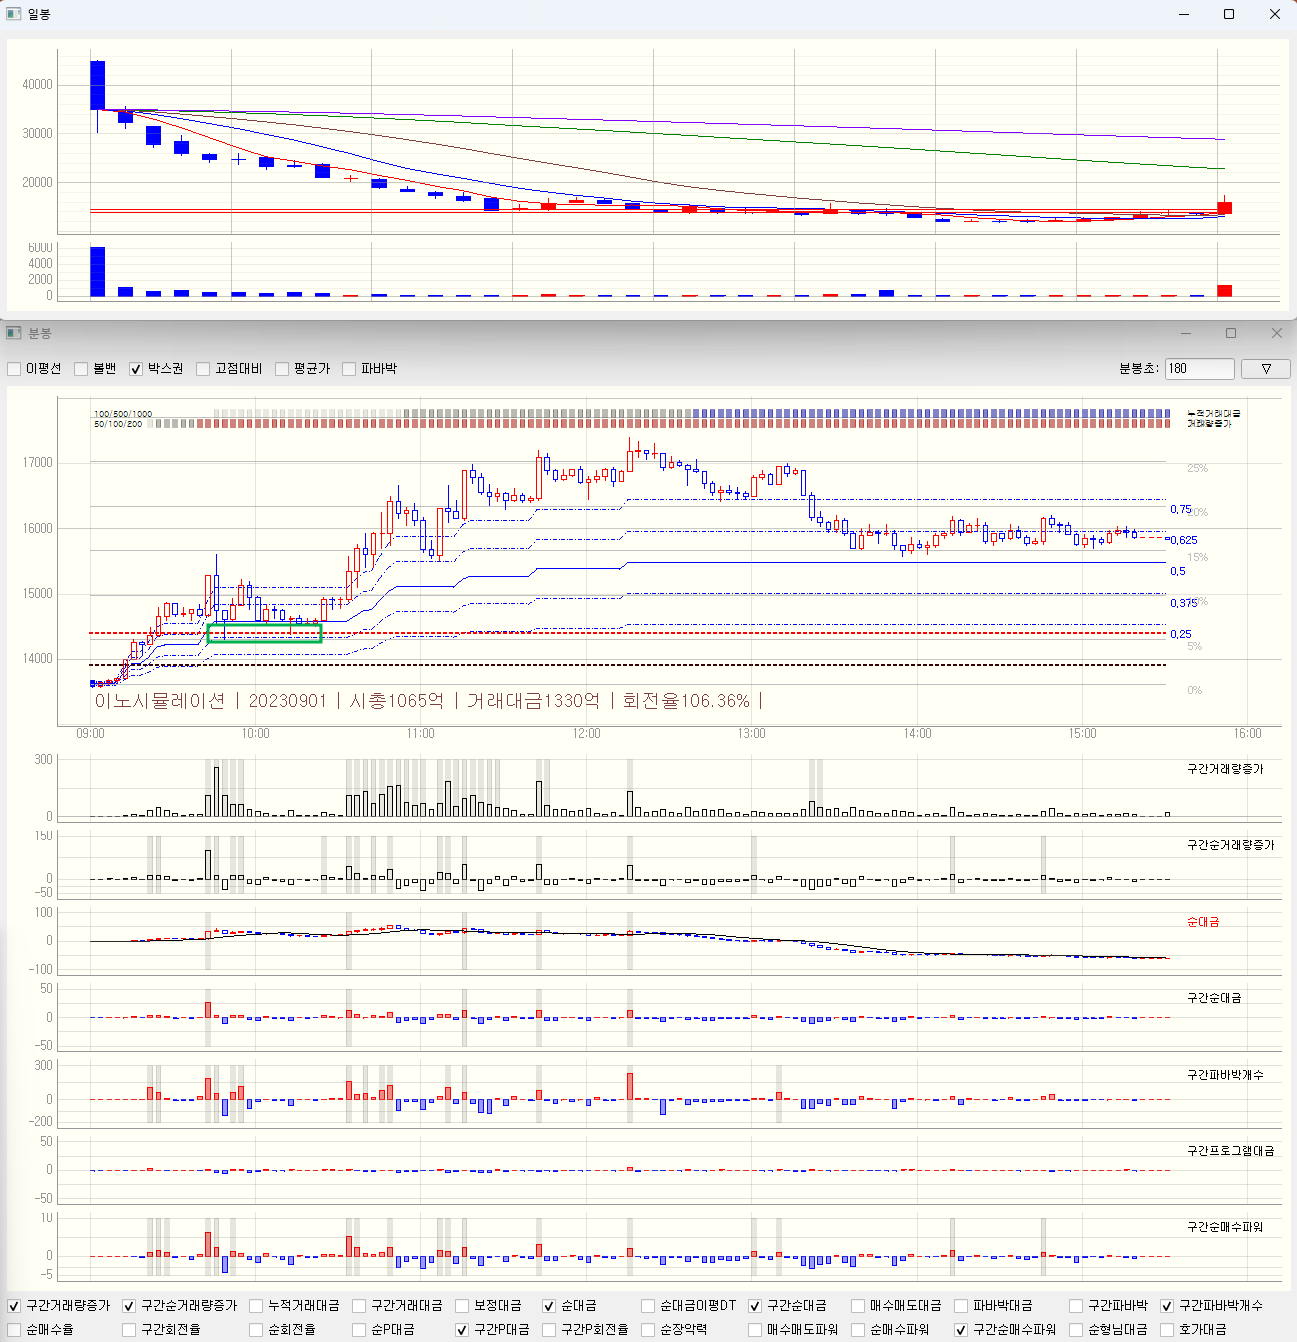 일봉
40000
30000
20000
6000
4000
2000
0
분봉
이평선 볼밴 박스권 고점대비 평균가 파바박 분봉초: 180
100/500/1000 누적거래대금
50/100/200 거래량증가
17000 25%
0,75 20%
16000
0,625
15%
0,5
15000
0,375
0,25
5%
14000
0%
이노시뮬레이션 | 20230901 | 시총1065억 | 거래대금1330억 | 회전율106.36% |
09:00 10:00 11:00 12:00 13:00 14:00 15:00 16:00
300 구간거래량증가
0
150 구간순거래량증가
0
-50
100 순대금
0
-100
50 구간순대금
0
-50
300 구간파바박개수
0
-200
50 구간프로그램대금
0
-50
10 구간순매수파워
0
-5
구간거래량증가 구간순거래량증가 누적거래대금 구간거래대금 보정대금 순대금 순대금이평DT 구간순대금 매수매도대금 파바박대금 구간파바박 구간파바박개수
순매수율 구간회전율 순회전율 순P대금 구간P대금 구간P회전율 순장악력 매수매도파워 순매수파워 구간순매수파워 순형님대금 호가대금